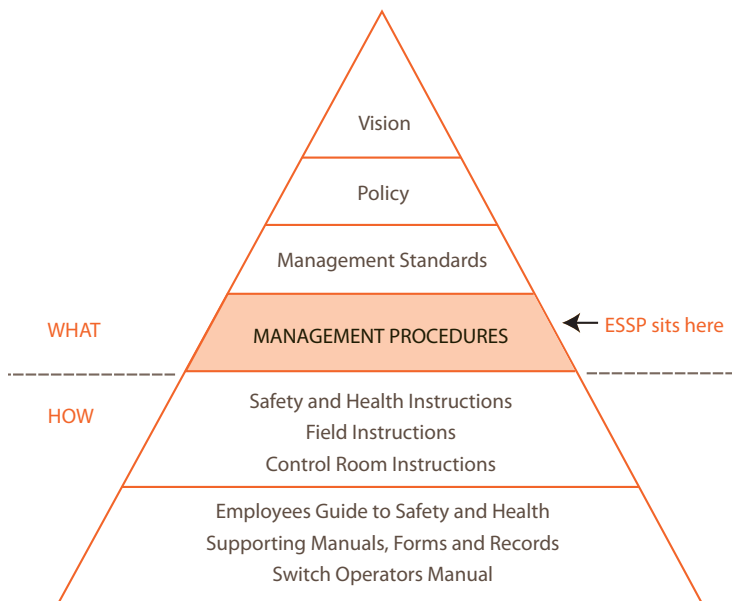 Vision
Policy
Management Standards
WHAT
MANAGEMENT PROCEDURES
ESSP sits here
HOW
Safety and Health Instructions
Field Instructions
Control Room Instructions
Employees Guide to Safety and Health
Supporting Manuals, Forms and Records
Switch Operators Manual